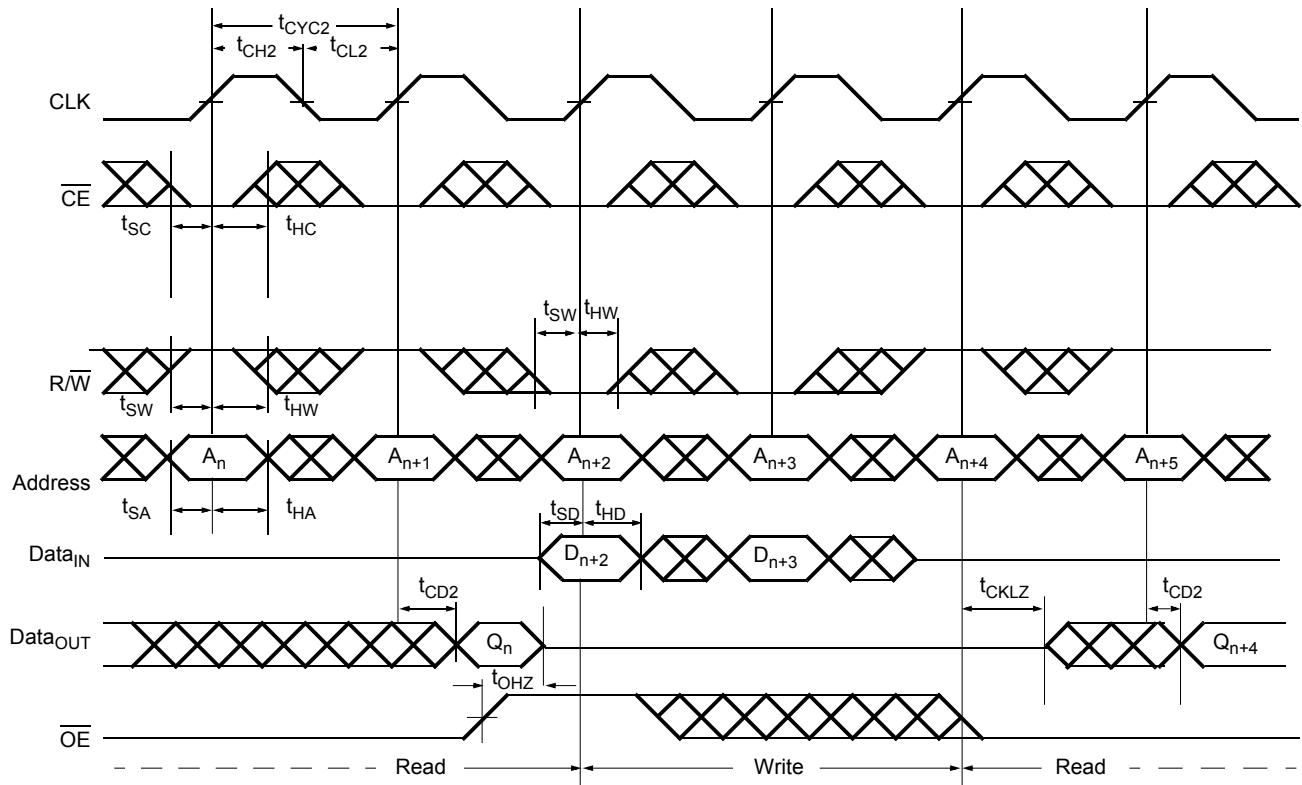 tCYC2
tCH2 tCL2
CLK
CE
tSC tHC
tSW tHW
R/W
tSW tHW
An An+1 An+2 An+3 An+4 An+5
Address
tSA tHA
tSD tHD
DataIN Dn+2 Dn+3
tCD2 tCKLZ tCD2
DataOUT Qn Qn+4
tOHZ
OE
Read Write Read